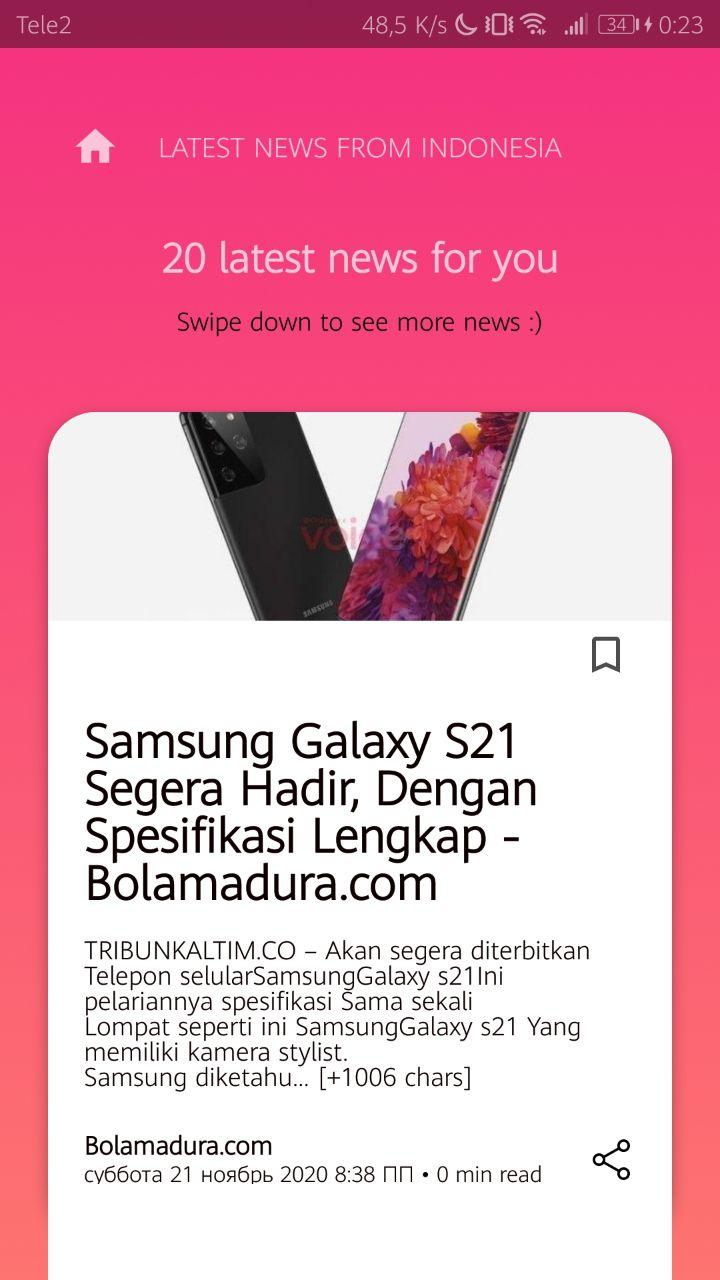 Tele2
48,5 K/s
34
0:23
LATEST NEWS FROM INDONESIA
20 latest news for you
Swipe down to see more news :)
voice
SAMSUNG
Samsung Galaxy S21
Segera Hadir, Dengan
Spesifikasi Lengkap -
Bolamadura.com
TRIBUNKALTIM.CO – Akan segera diterbitkan
Telepon selularSamsungGalaxy s21Ini
pelariannya spesifikasi Sama sekali
Lompat seperti ini SamsungGalaxy s21 Yang
memiliki kamera stylist.
Samsung diketahu… [+1006 chars]
Bolamadura.com
суббота 21 ноябрь 2020 8:38 ПП • 0 min read